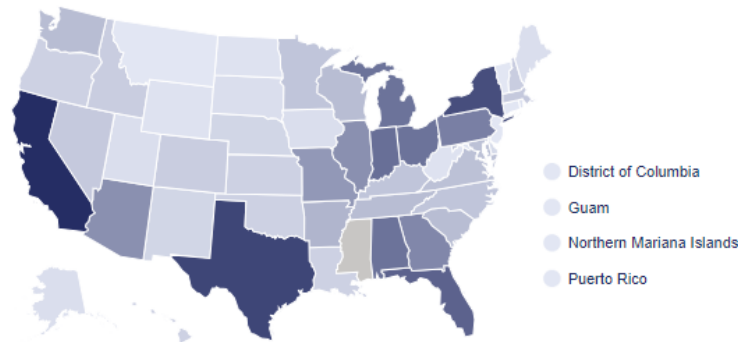 District of Columbia
Guam
Northern Mariana Islands
Puerto Rico